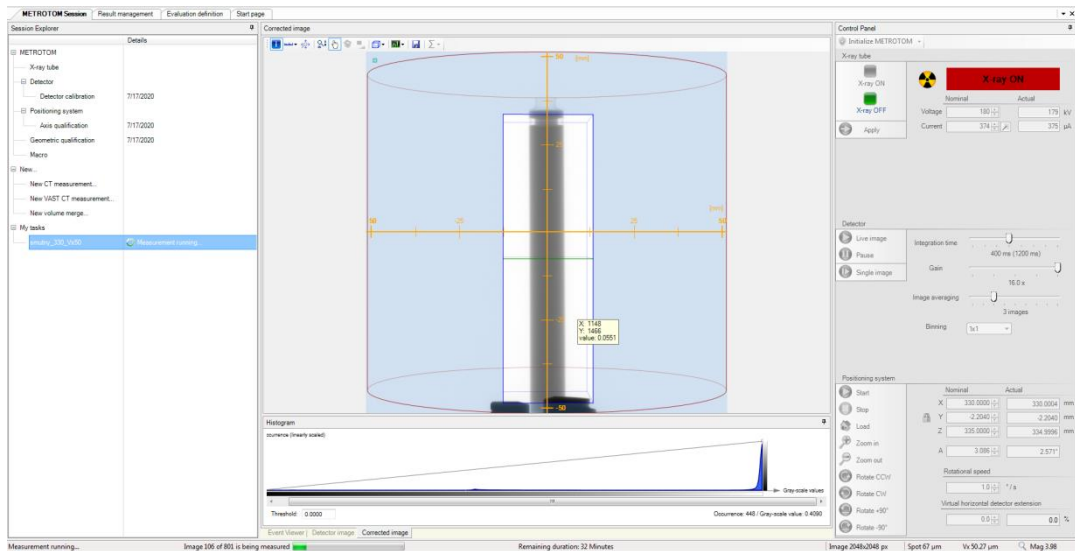 METROTOM Session
Result management
Evaluation definition
Start page
Session Explorer
Details
METROTOM
X-ray tube
Detector
Detector calibration 7/17/2020
Positioning system
Axis qualification 7/17/2020
Geometric qualification 7/17/2020
Macro
New...
New CT measurement...
New VAST CT measurement...
New volume merge...
My tasks
smutny_330_Vx50 Measurement running...
Corrected image
50 [mm]
25
[mm]
50 -25 25 50
-25
X: 1148
Y: 1466
value: 0.0551
-50
Histogram
occurrence (linearly scaled)
Gray-scale values
Threshold 0.0000
Occurrence: 448 / Gray-scale value: 0.4090
Event Viewer Detector image Corrected image
Control Panel
Initialize METROTOM
X-ray tube
X-ray ON
X-ray ON
X-ray OFF
Nominal Actual
Voltage 180 179 kV
Current 374 375 µA
Apply
Detector
Live image
Pause
Single image
Integration time
400 ms (1200 ms)
Gain
16.0 x
Image averaging
3 images
Binning 1x1
Positioning system
Start
Stop
Load
Zoom in
Zoom out
Rotate CCW
Rotate CW
Rotate +90°
Rotate -90°
Nominal Actual
X 330.0000 330.0004 mm
Y -2.2040 -2.2040 mm
Z 335.0000 334.9996 mm
A 3.086 2.571°
Rotational speed
1.0 °/s
Virtual horizontal detector extension
0.0 0.0 %
Measurement running...
Image 106 of 801 is being measured
Remaining duration: 32 Minutes
Image 2048x2048 px
Spot 67 µm
Vx 50.27 µm
Mag 3.98